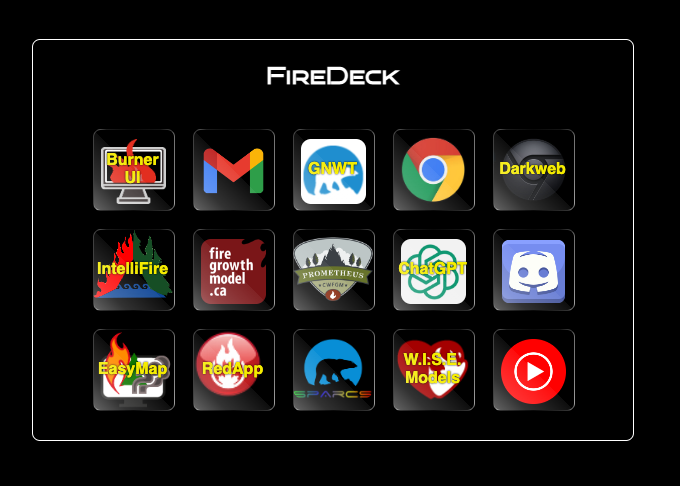 FIREDECK
Burner
UI
GNWT
Darkweb
IntelliFire
fire
growth
model
.ca
PROMETHEUS
CWFGM
ChatGPT
EasyMap
RedApp
SPARCS
W.I.S.E.
Models